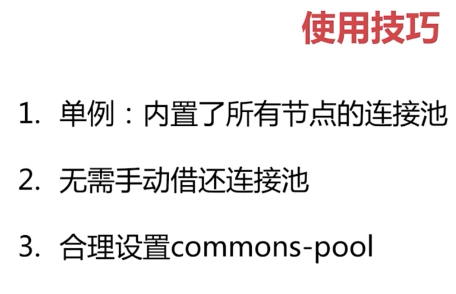 使用技巧
1. 单例：内置了所有节点的连接池
2. 无需手动借还连接池
3. 合理设置commons-pool